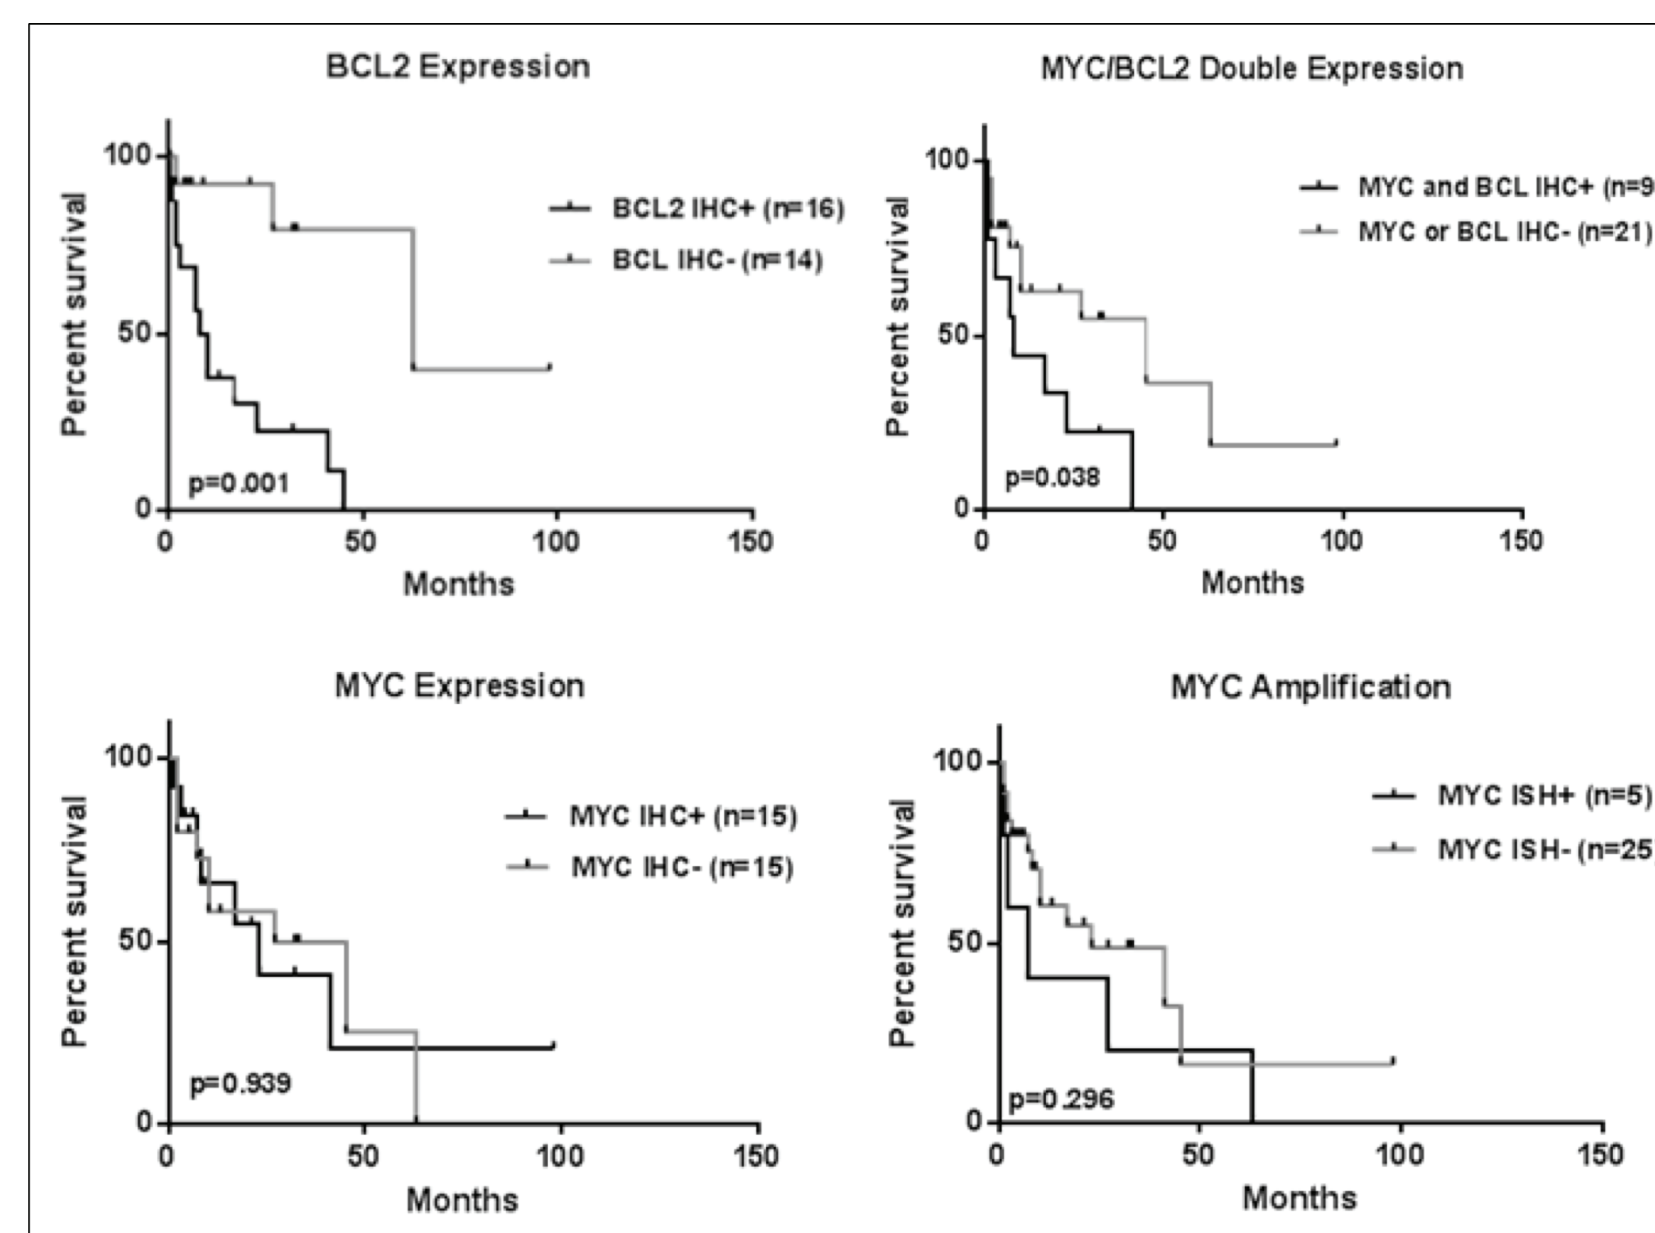 BCL2 Expression
100
50
0
Percent survival
BCL2 IHC+ (n=16)
BCL IHC- (n=14)
p=0.001
0 50 100 150
Months
MYC/BCL2 Double Expression
100
50
0
Percent survival
MYC and BCL IHC+ (n=9
MYC or BCL IHC- (n=21)
p=0.038
0 50 100 150
Months
MYC Expression
100
50
0
Percent survival
MYC IHC+ (n=15)
MYC IHC- (n=15)
p=0.939
0 50 100 150
Months
MYC Amplification
100
50
0
Percent survival
MYC ISH+ (n=5)
MYC ISH- (n=25
p=0.296
0 50 100 150
Months